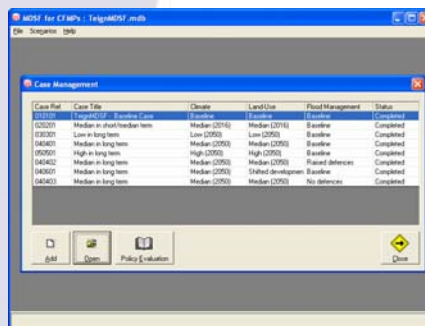 MDSF for CFMPs : TeignMDSF.mdb
File Scenarios Help
Case Management
Case Ref Case Title Climate Land-Use Flood Management Status
010101 TeignMDSF - Baseline Case Baseline Baseline Baseline Completed
020201 Median in short/median term Median (2016) Median (2016) Baseline Completed
030301 Low in long term Low (2050) Low (2050) Baseline Completed
040401 Median in long term Median (2050) Median (2050) Baseline Completed
050501 High in long term High (2050) High (2050) Baseline Completed
040402 Median in long term Median (2050) Median (2050) Raised defences Completed
040601 Median in long term Median (2050) Shifted developmen Baseline Completed
040403 Median in long term Median (2050) Median (2050) No defences Completed
Add Open Policy Evaluation Close